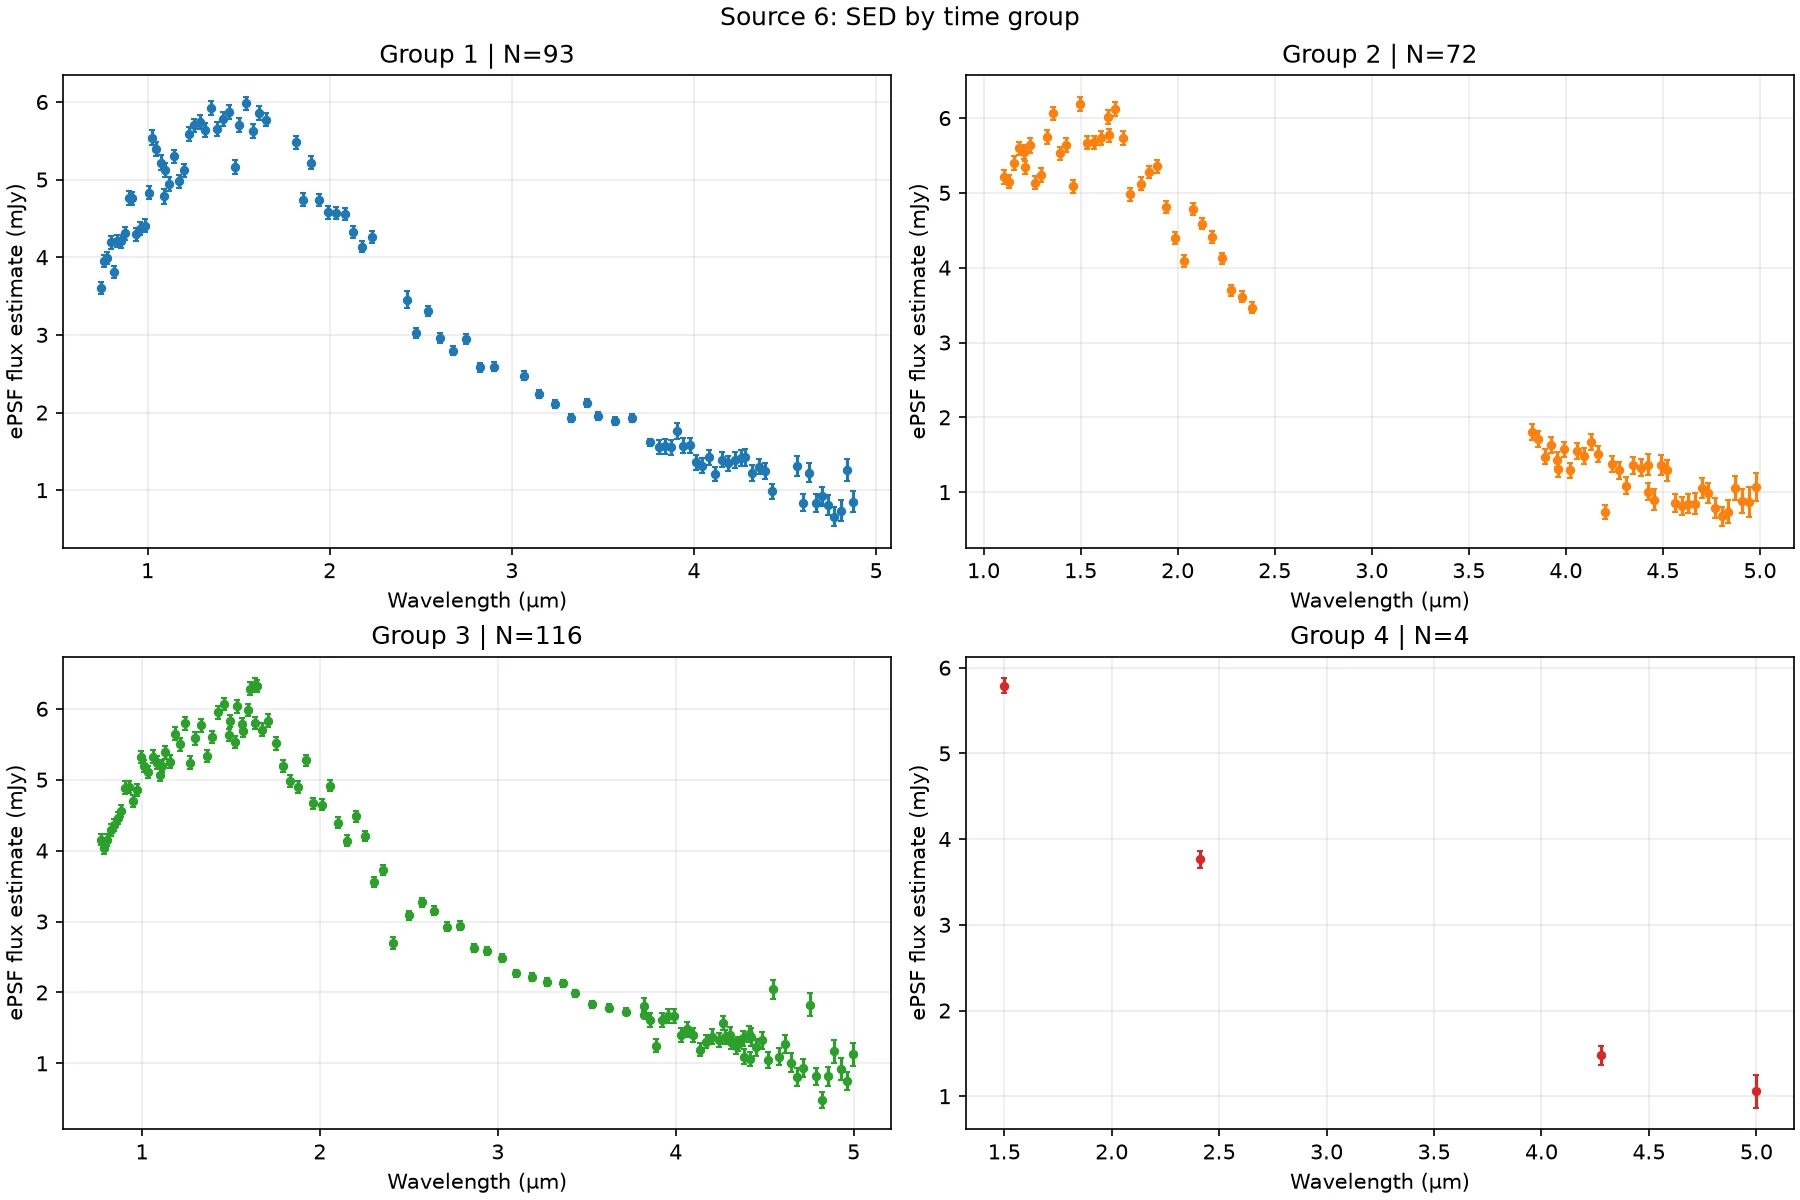 Source 6: SED by time group
Group 1 | N=93
ePSF flux estimate (mJy)
6
5
4
3
2
1
1 2 3 4 5
Wavelength (µm)
Group 2 | N=72
ePSF flux estimate (mJy)
6
5
4
3
2
1
1.0 1.5 2.0 2.5 3.0 3.5 4.0 4.5 5.0
Wavelength (µm)
Group 3 | N=116
ePSF flux estimate (mJy)
6
5
4
3
2
1
1 2 3 4 5
Wavelength (µm)
Group 4 | N=4
ePSF flux estimate (mJy)
6
5
4
3
2
1
1.5 2.0 2.5 3.0 3.5 4.0 4.5 5.0
Wavelength (µm)